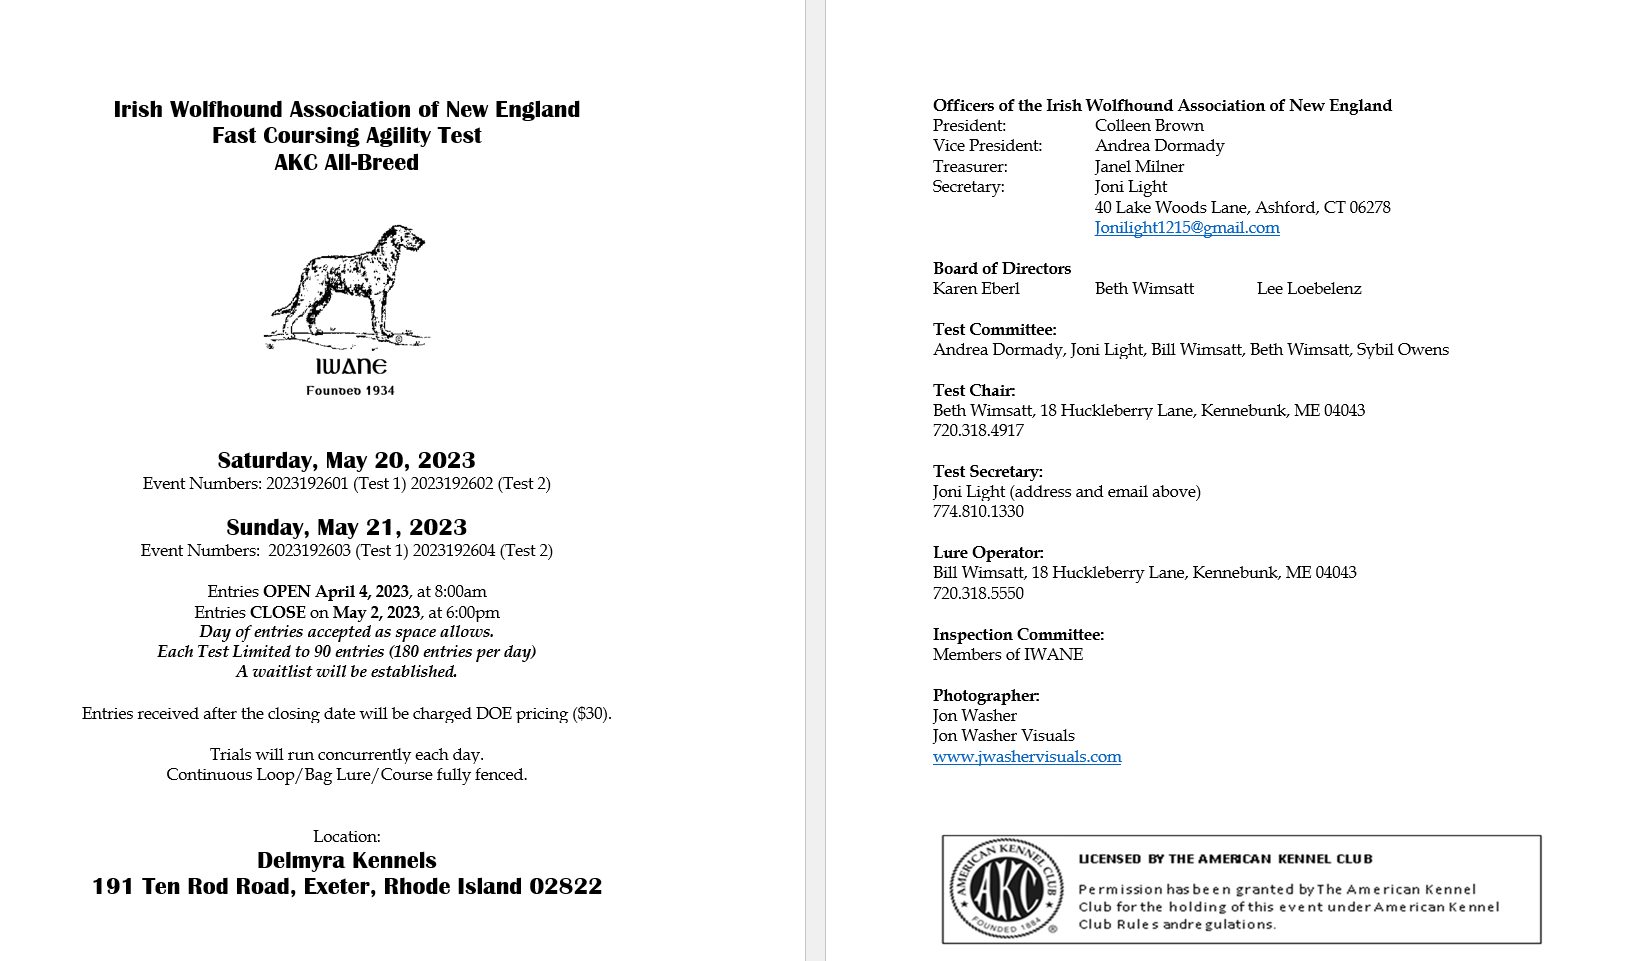 Irish Wolfhound Association of New England
Fast Coursing Agility Test
AKC All-Breed
®
IWANE
Founded 1934
Saturday, May 20, 2023
Event Numbers: 2023192601 (Test 1) 2023192602 (Test 2)
Sunday, May 21, 2023
Event Numbers:  2023192603 (Test 1) 2023192604 (Test 2)
Entries OPEN April 4, 2023, at 8:00am
Entries CLOSE on May 2, 2023, at 6:00pm
Day of entries accepted as space allows.
Each Test Limited to 90 entries (180 entries per day)
A waitlist will be established.
Entries received after the closing date will be charged DOE pricing ($30).
Trials will run concurrently each day.
Continuous Loop/Bag Lure/Course fully fenced.
Location:
Delmyra Kennels
191 Ten Rod Road, Exeter, Rhode Island 02822
Officers of the Irish Wolfhound Association of New England
President: Colleen Brown
Vice President: Andrea Dormady
Treasurer: Janel Milner
Secretary: Joni Light
40 Lake Woods Lane, Ashford, CT 06278
Jonilight1215@gmail.com
Board of Directors
Karen Eberl Beth Wimsatt Lee Loebelenz
Test Committee:
Andrea Dormady, Joni Light, Bill Wimsatt, Beth Wimsatt, Sybil Owens
Test Chair:
Beth Wimsatt, 18 Huckleberry Lane, Kennebunk, ME 04043
720.318.4917
Test Secretary:
Joni Light (address and email above)
774.810.1330
Lure Operator:
Bill Wimsatt, 18 Huckleberry Lane, Kennebunk, ME 04043
720.318.5550
Inspection Committee:
Members of IWANE
Photographer:
Jon Washer
Jon Washer Visuals
www.jwashervisuals.com
AMERICAN KENNEL CLUB
AKC
FOUNDED 1884
®
LICENSED BY THE AMERICAN KENNEL CLUB
Permission has been granted by The American Kennel
Club for the holding of this event under American Kennel
Club Rules andregulations.